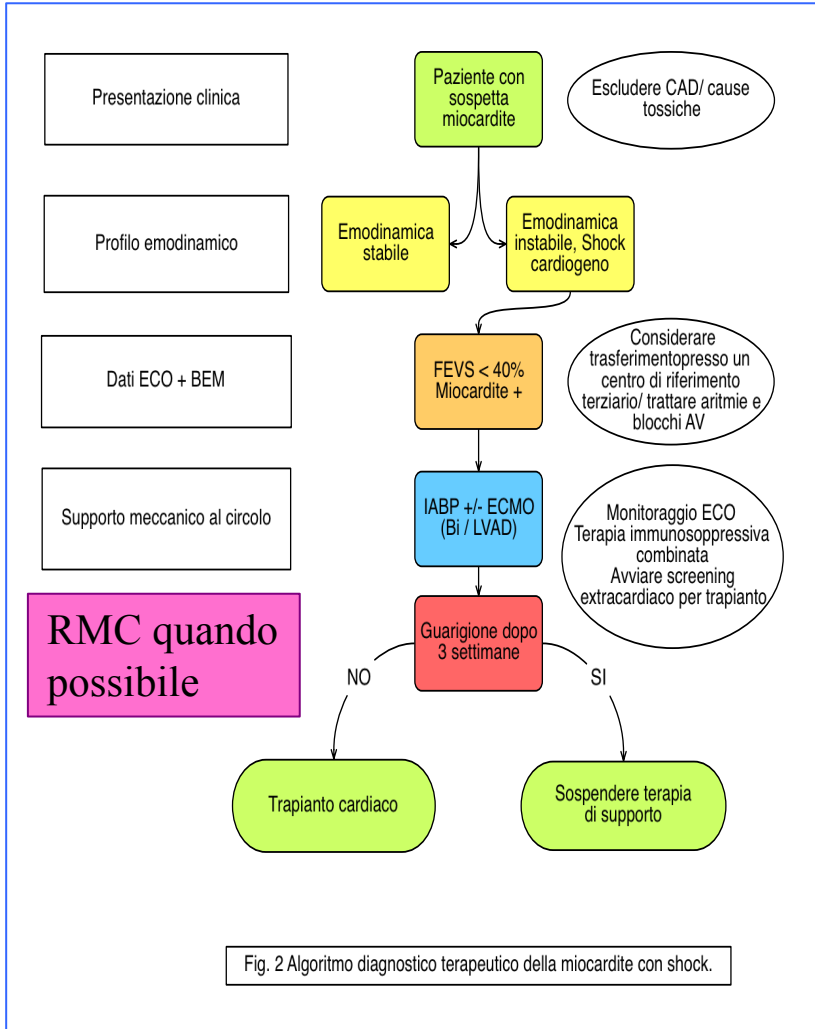 Presentazione clinica
Paziente con
sospetta
miocardite
Escludere CAD/ cause
tossiche
Profilo emodinamico
Emodinamica
stabile
Emodinamica
instabile, Shock
cardiogeno
Dati ECO + BEM
FEVS < 40%
Miocardite +
Considerare
trasferimentopresso un
centro di riferimento
terziario/ trattare aritmie e
blocchi AV
Supporto meccanico al circolo
IABP +/- ECMO
(Bi / LVAD)
Monitoraggio ECO
Terapia immunosoppressiva
combinata
Avviare screening
extracardiaco per trapianto
RMC quando
possibile
Guarigione dopo
3 settimane
NO
SI
Trapianto cardiaco
Sospendere terapia
di supporto
Fig. 2 Algoritmo diagnostico terapeutico della miocardite con shock.